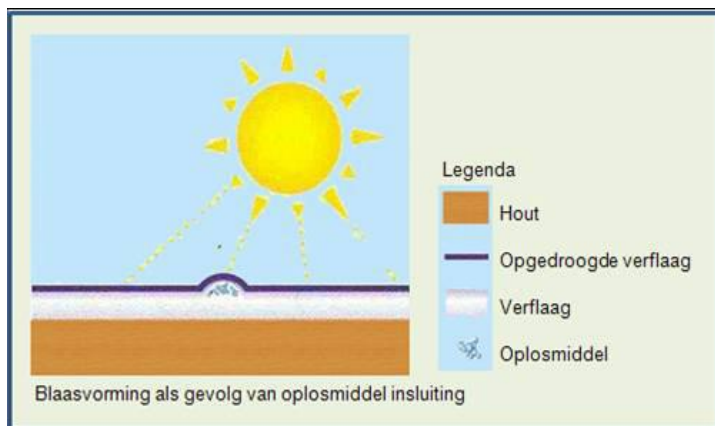 Legenda
Hout
Opgedroogde verflaag
Verflaag
Oplosmiddel
Blaasvorming als gevolg van oplosmiddel insluiting